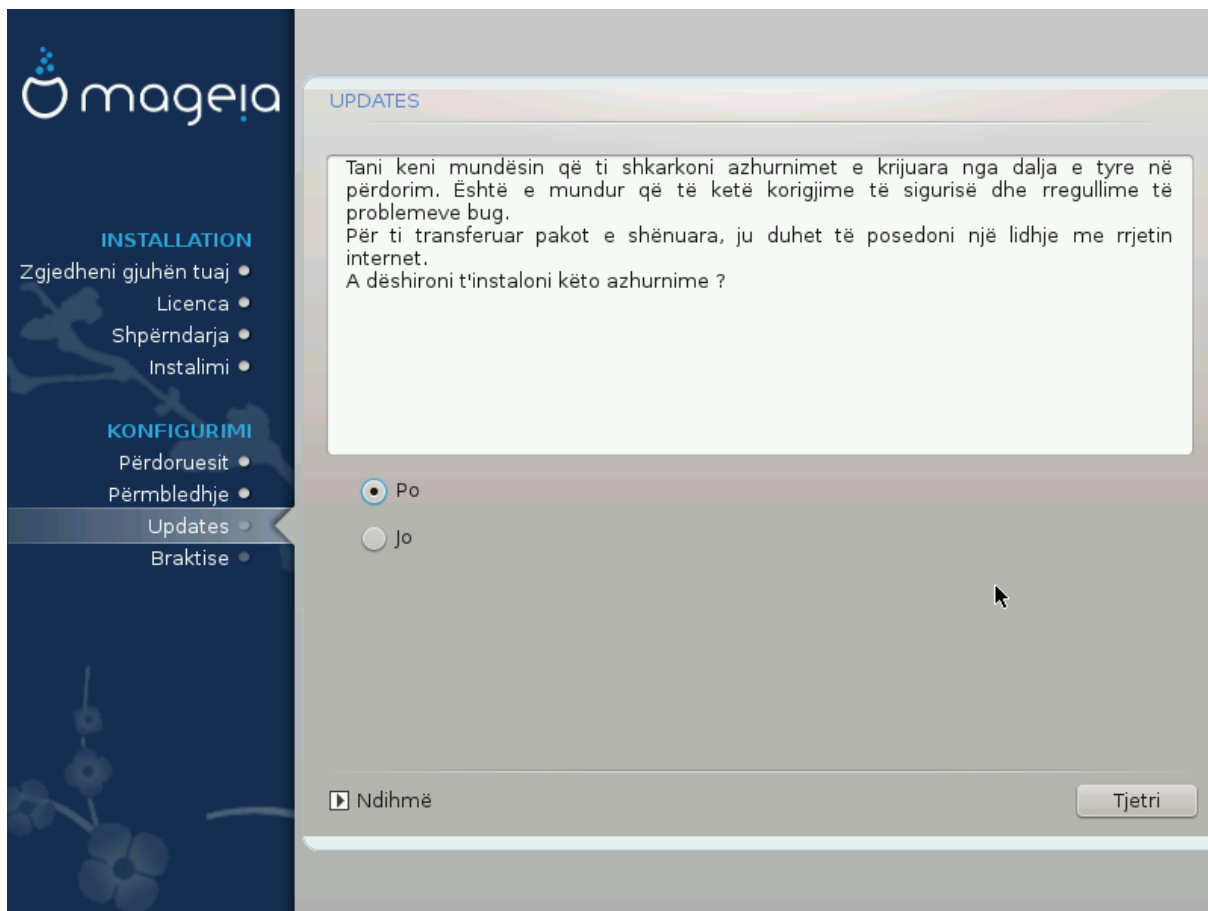 mageia
INSTALLATION
Zgjedheni gjuhën tuaj
Licenca
Shpërndarja
Instalimi
KONFIGURIMI
Përdoruesit
Përmbledhje
Updates
Braktise
UPDATES
Tani keni mundësin që ti shkarkoni azhurnimet e krijuara nga dalja e tyre në
përdorim. Është e mundur që të ketë korigjime të sigurisë dhe rregullime të
problemeve bug.
Për ti transferuar pakot e shënuara, ju duhet të posedoni një lidhje me rrjetin
internet.
A dëshironi t'instaloni këto azhurnime ?
Po
Jo
Ndihmë
Tjetri